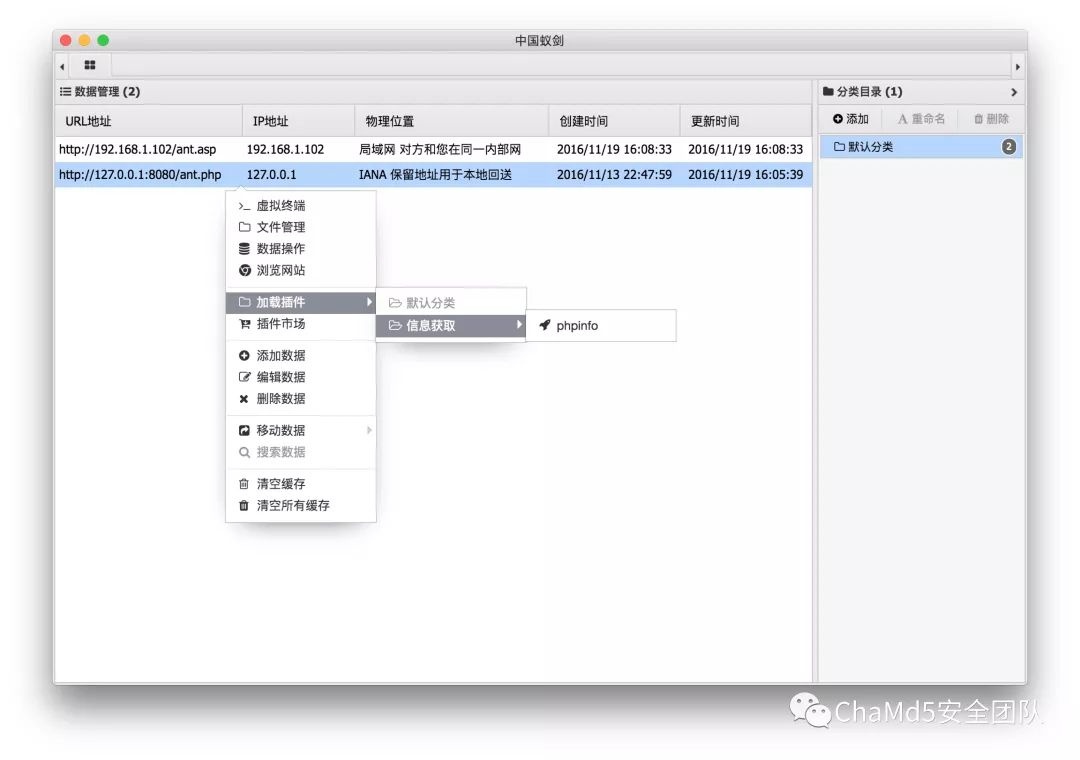 中国蚁剑
数据管理 (2)
分类目录 (1)
URL地址 IP地址 物理位置 创建时间 更新时间
添加 重命名 删除
http://192.168.1.102/ant.asp 192.168.1.102 局域网 对方和您在同一内部网 2016/11/19 16:08:33 2016/11/19 16:08:33
默认分类 2
http://127.0.0.1:8080/ant.php 127.0.0.1 IANA 保留地址用于本地回送 2016/11/13 22:47:59 2016/11/19 16:05:39
虚拟终端
文件管理
数据操作
浏览网站
加载插件
默认分类
插件市场
信息获取
phpinfo
添加数据
编辑数据
删除数据
移动数据
搜索数据
清空缓存
清空所有缓存
ChaMd5安全团队